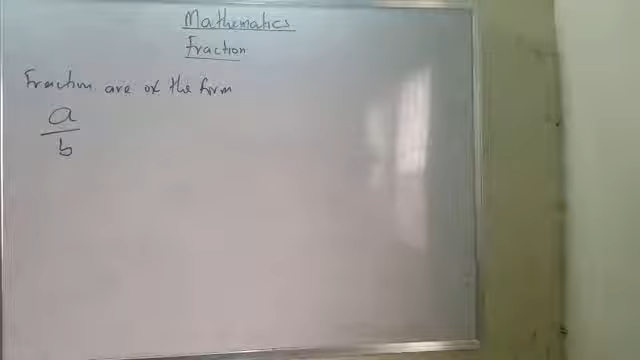 Mathematics
Fraction
Fraction are of the form
a
b